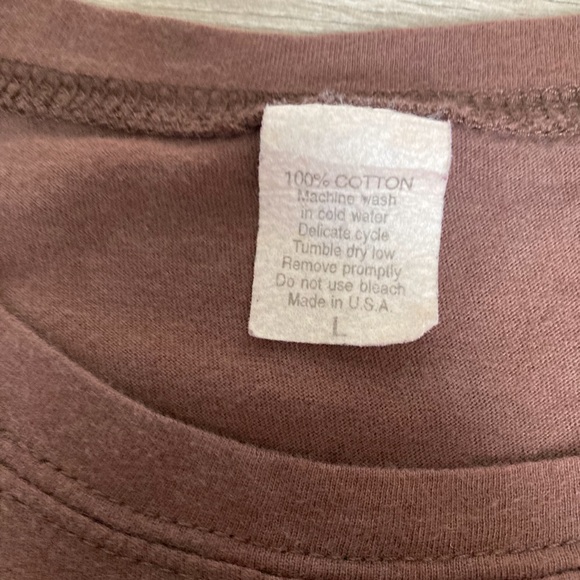 100% COTTON
Machine wash
in cold water
Delicate cycle
Tumble dry low
Remove promptly
Do not use bleach
Made in U.S.A.
L